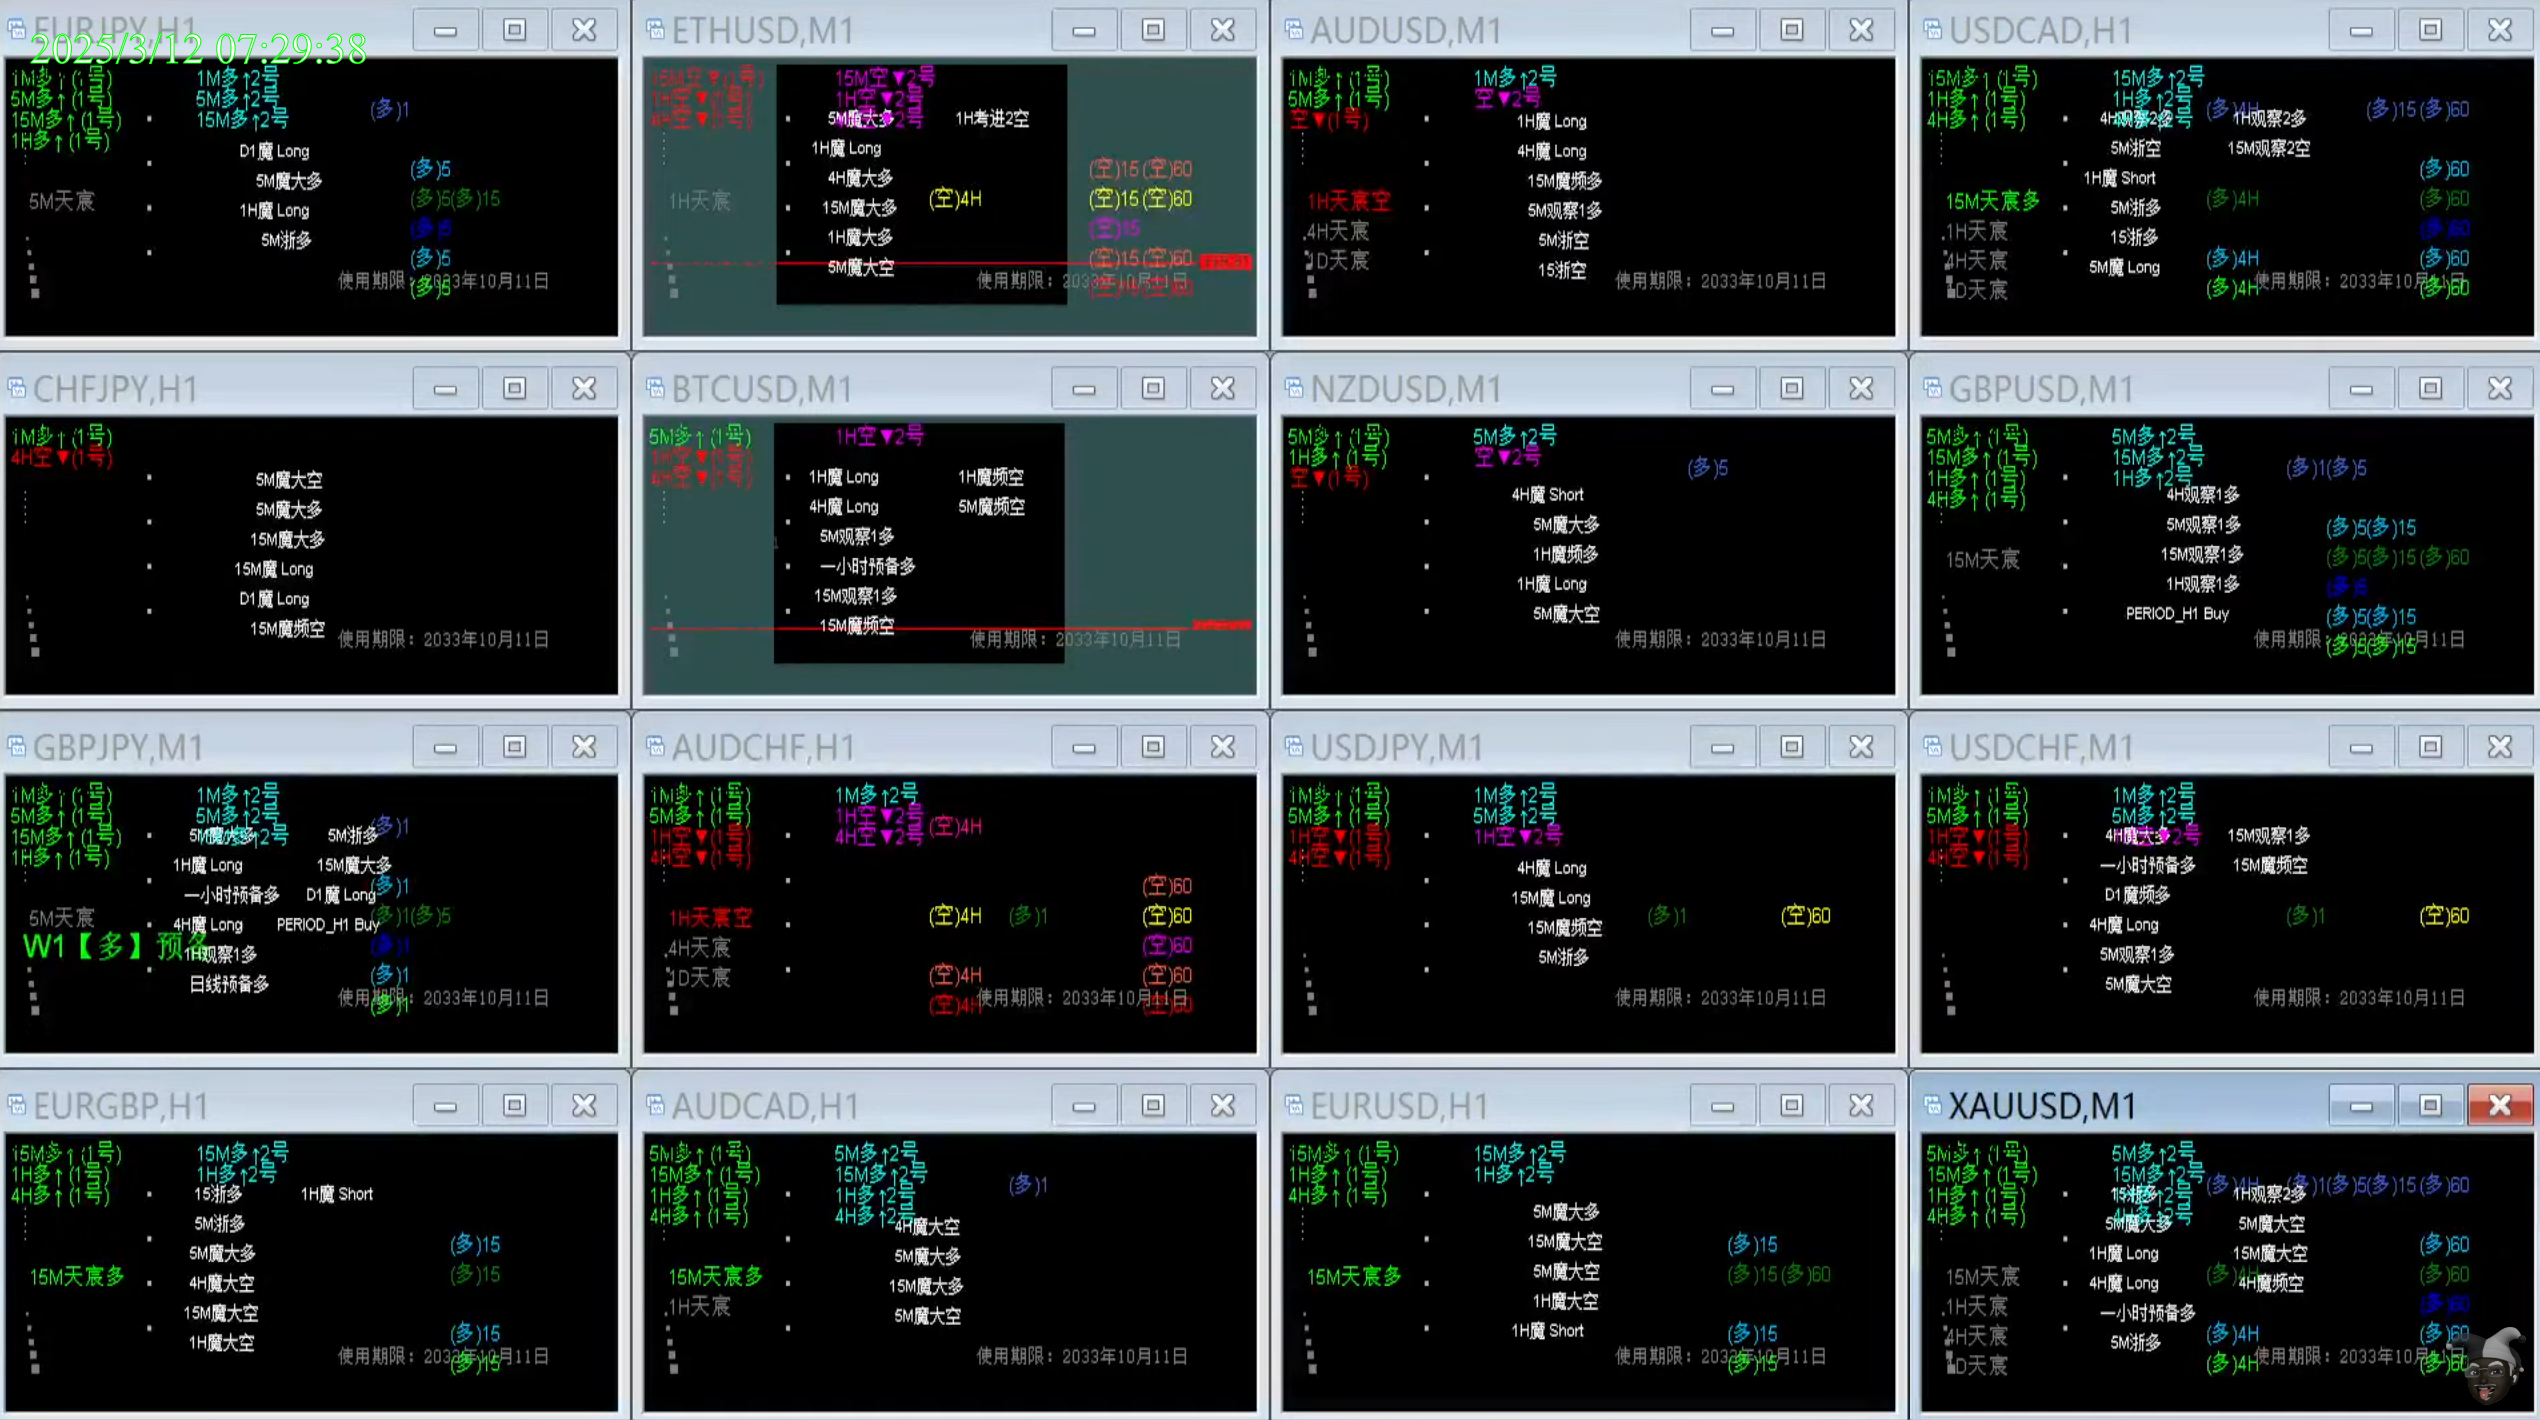 EURJPY,H1
2025/3/12 07:29:38
1M多↑(1号) 1M多↑2号
5M多↑(1号) 5M多↑2号 (多)1
15M多↑(1号) 15M多↑2号
1H多↑(1号)
D1魔 Long
(多)5
5M魔大多
5M天宸 (多)5(多)15
1H魔 Long
(多)5
5M浙多
(多)5
使用期限: 2033年10月11日
(多)5
ETHUSD,M1
15M空▼(1号) 15M空▼2号
1H空▼(1号) 1H空▼2号
4H空▼(1号) 5M魔大多 1H考进2空
1H魔 Long
(空)15(空)60
4H魔大多
1H天宸 (空)4H (空)15(空)60
15M魔大多
(空)15
1H魔大多
(空)15(空)60
5M魔大空
使用期限: 2033年10月11日
AUDUSD,M1
1M多↑(1号) 1M多↑2号
5M多↑(1号) 空▼2号
空▼(1号) 1H魔 Long
4H魔 Long
15M魔频多
1H天宸空
5M观察1多
4H天宸
5M浙空
1D天宸
15浙空
使用期限: 2033年10月11日
USDCAD,H1
15M多↑(1号) 15M多↑2号
1H多↑(1号) 1H多↑2号 (多)4H (多)15(多)60
4H多↑(1号) 4H观察2多 1H观察2多
5M浙空 15M观察2空
(多)60
1H魔 Short
15M天宸多 (多)4H (多)60
5M浙多
1H天宸 (多)60
15浙多
4H天宸 (多)4H (多)60
5M魔 Long
使用期限: 2033年10月11日
1D天宸 (多)4H (多)60
CHFJPY,H1
1M多↑(1号)
4H空▼(1号)
5M魔大空
5M魔大多
15M魔大多
15M魔 Long
D1魔 Long
15M魔频空
使用期限: 2033年10月11日
BTCUSD,M1
5M多↑(1号) 1H空▼2号
1H空▼(1号)
4H空▼(1号)
1H魔 Long 1H魔频空
4H魔 Long 5M魔频空
5M观察1多
一小时预备多
15M观察1多
15M魔频空
使用期限: 2033年10月11日
NZDUSD,M1
5M多↑(1号) 5M多↑2号
1H多↑(1号) 空▼2号
空▼(1号) (多)5
4H魔 Short
5M魔大多
1H魔频多
1H魔 Long
5M魔大空
使用期限: 2033年10月11日
GBPUSD,M1
5M多↑(1号) 5M多↑2号
15M多↑(1号) 15M多↑2号
1H多↑(1号) 1H多↑2号 (多)1(多)5
4H多↑(1号) 4H观察1多
5M观察1多 (多)5(多)15
15M天宸 15M观察1多 (多)5(多)15(多)60
1H观察1多 (多)5
PERIOD_H1 Buy (多)5(多)15
使用期限: 2033年10月11日
(多)5(多)15
GBPJPY,M1
1M多↑(1号) 1M多↑2号
5M多↑(1号) 5M多↑2号 (多)1
15M多↑(1号) 5M魔大多 5M浙多
1H多↑(1号) 1H魔 Long 15M魔大多
(多)1
一小时预备多 D1魔 Long
5M天宸 4H魔 Long PERIOD_H1 Buy (多)1(多)5
W1【多】预备 (多)1
1H观察1多
日线预备多 (多)1
使用期限: 2033年10月11日
(多)1
AUDCHF,H1
1M多↑(1号) 1M多↑2号
5M多↑(1号) 1H空▼2号 (空)4H
1H空▼(1号) 4H空▼2号
4H空▼(1号)
(空)60
1H天宸空 (空)4H (多)1 (空)60
4H天宸 (空)60
1D天宸 (空)4H (空)60
使用期限: 2033年10月11日
(空)4H (空)60
USDJPY,M1
1M多↑(1号) 1M多↑2号
5M多↑(1号) 5M多↑2号
1H空▼(1号) 1H空▼2号
4H空▼(1号)
4H魔 Long
15M魔 Long
(多)1 (空)60
15M魔频空
5M浙多
使用期限: 2033年10月11日
USDCHF,M1
1M多↑(1号) 1M多↑2号
5M多↑(1号) 5M多↑2号
1H空▼(1号) 4H魔大多 15M观察1多
4H空▼(1号) 一小时预备多 15M魔频空
D1魔频多
4H魔 Long (多)1 (空)60
5M观察1多
5M魔大空
使用期限: 2033年10月11日
EURGBP,H1
15M多↑(1号) 15M多↑2号
1H多↑(1号) 1H多↑2号
4H多↑(1号) 15浙多 1H魔 Short
5M浙多
(多)15
5M魔大多
15M天宸多 4H魔大空 (多)15
15M魔大空
(多)15
1H魔大空
使用期限: 2033年10月11日
(多)15
AUDCAD,H1
5M多↑(1号) 5M多↑2号
15M多↑(1号) 15M多↑2号 (多)1
1H多↑(1号) 1H多↑2号
4H多↑(1号) 4H多↑2号
4H魔大空
5M魔大多
15M天宸多 15M魔大多
1H天宸 5M魔大空
使用期限: 2033年10月11日
EURUSD,H1
15M多↑(1号) 15M多↑2号
1H多↑(1号) 1H多↑2号
4H多↑(1号)
5M魔大多
15M魔大空 (多)15
15M天宸多 5M魔大空 (多)15(多)60
1H魔大空
1H魔 Short (多)15
使用期限: 2033年10月11日
(多)15
XAUUSD,M1
5M多↑(1号) 5M多↑2号
15M多↑(1号) 15M多↑2号 (多)4H (多)1(多)5(多)15(多)60
1H多↑(1号) 15浙多 1H观察2多
4H多↑(1号) 4H多↑2号
5M魔大多 5M魔大空
1H魔 Long 15M魔大空 (多)60
15M天宸 4H魔 Long (多)4H 4H魔频空 (多)60
1H天宸 一小时预备多 (多)60
4H天宸 5M浙多 (多)4H (多)60
使用期限: 2033年10月11日
1D天宸 (多)4H (多)60